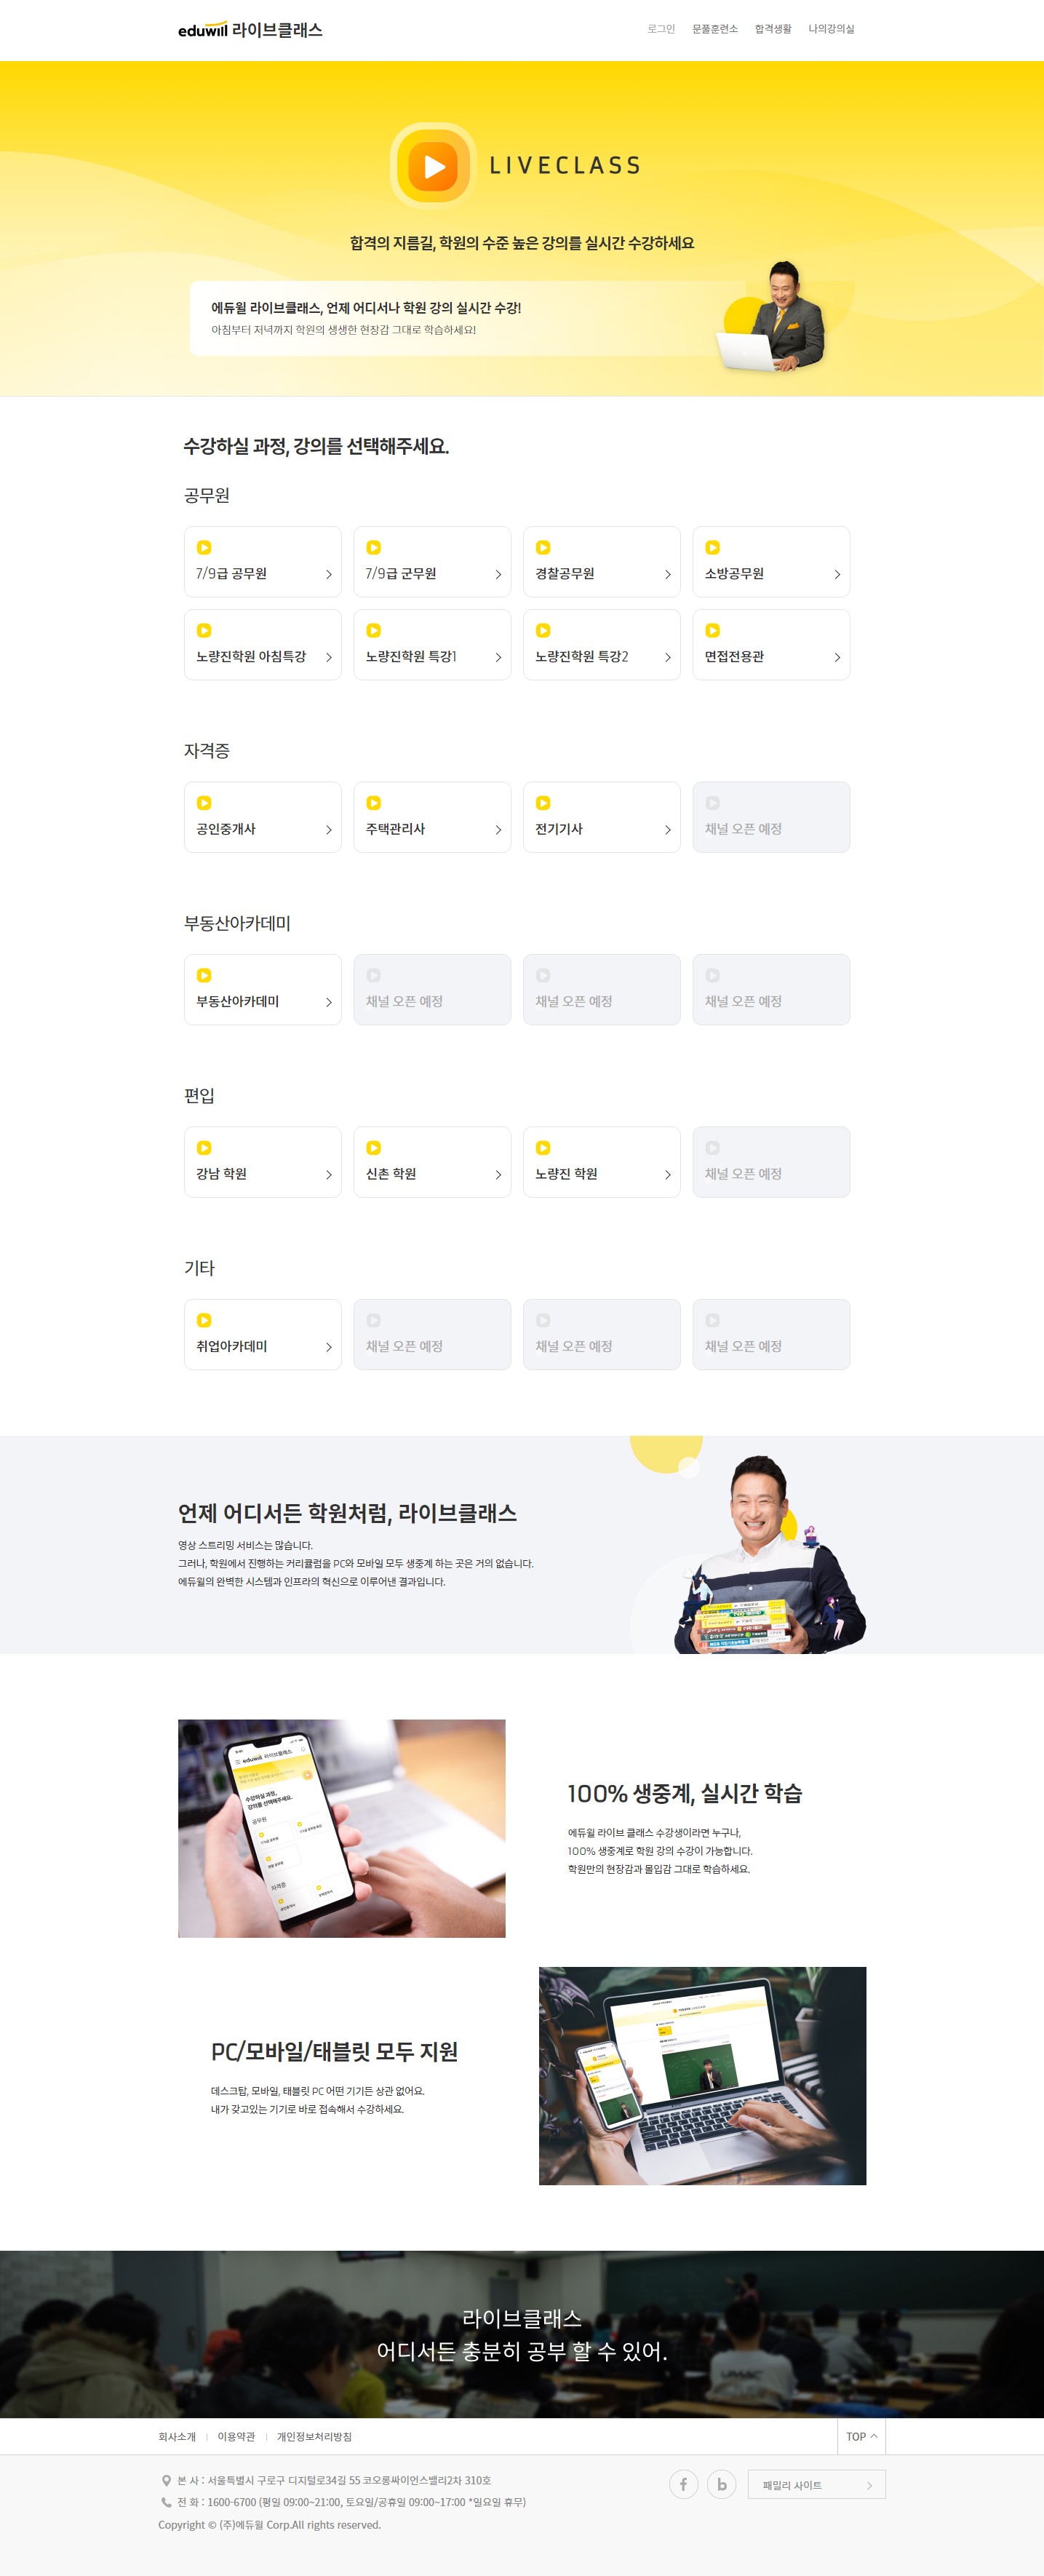 eduwill 라이브클래스
로그인 문풀훈련소 합격생활 나의강의실
LIVECLASS
합격의 지름길, 학원의 수준 높은 강의를 실시간 수강하세요
에듀윌 라이브클래스, 언제 어디서나 학원 강의 실시간 수강!
아침부터 저녁까지 학원의 생생한 현장감 그대로 학습하세요!
수강하실 과정, 강의를 선택해주세요.
공무원
7/9급 공무원
7/9급 군무원
경찰공무원
소방공무원
노량진학원 아침특강
노량진학원 특강1
노량진학원 특강2
면접전용관
자격증
공인중개사
주택관리사
전기기사
채널 오픈 예정
부동산아카데미
부동산아카데미
채널 오픈 예정
채널 오픈 예정
채널 오픈 예정
편입
강남 학원
신촌 학원
노량진 학원
채널 오픈 예정
기타
취업아카데미
채널 오픈 예정
채널 오픈 예정
채널 오픈 예정
언제 어디서든 학원처럼, 라이브클래스
영상 스트리밍 서비스는 많습니다.
그러나, 학원에서 진행하는 커리큘럼을 PC와 모바일 모두 생중계 하는 곳은 거의 없습니다.
에듀윌의 완벽한 시스템과 인프라의 혁신으로 이루어낸 결과입니다.
eduwill 라이브클래스
수강하실 과정,
강의를 선택해주세요.
공무원
자격증
100% 생중계, 실시간 학습
에듀윌 라이브 클래스 수강생이라면 누구나,
100% 생중계로 학원 강의 수강이 가능합니다.
학원만의 현장감과 몰입감 그대로 학습하세요.
PC/모바일/태블릿 모두 지원
데스크탑, 모바일, 태블릿 PC 어떤 기기든 상관 없어요.
내가 갖고있는 기기로 바로 접속해서 수강하세요.
라이브클래스
어디서든 충분히 공부 할 수 있어.
회사소개 이용약관 개인정보처리방침
TOP
본 사 : 서울특별시 구로구 디지털로34길 55 코오롱싸이언스밸리2차 310호
전 화 : 1600-6700 (평일 09:00~21:00, 토요일/공휴일 09:00~17:00 *일요일 휴무)
Copyright © (주)에듀윌 Corp.All rights reserved.
f b 패밀리 사이트